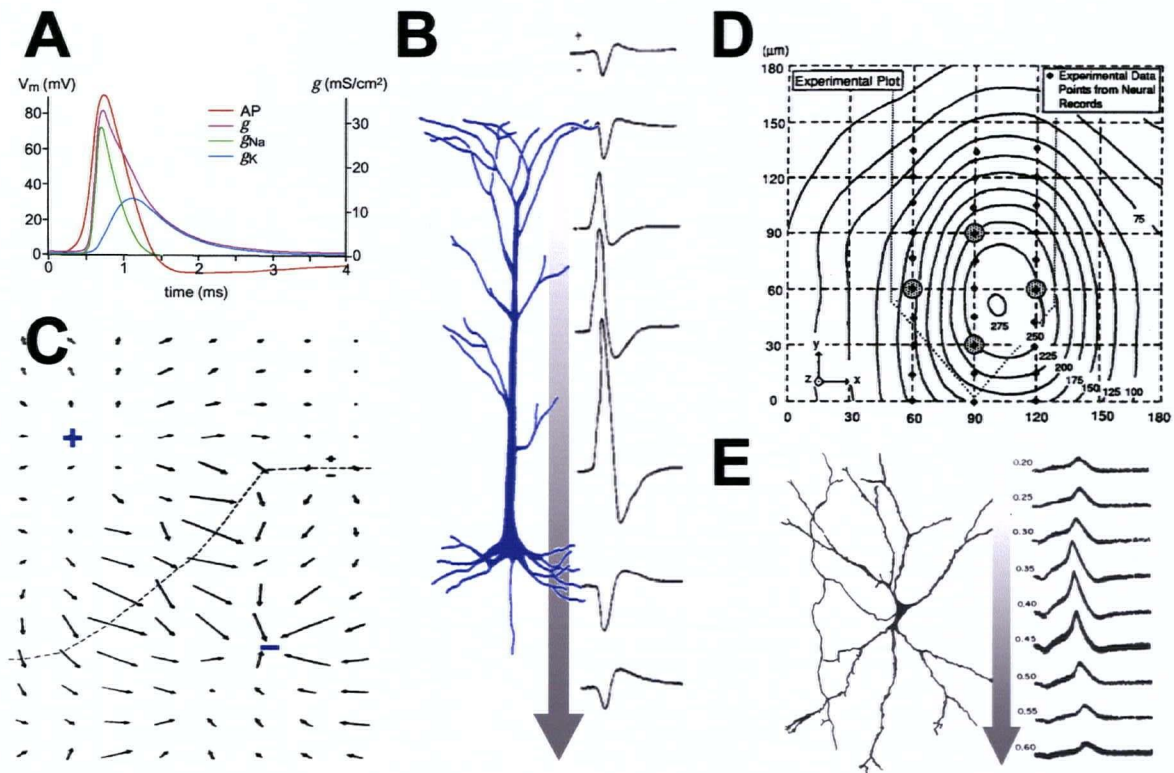 A
V_m (mV)
g (mS/cm²)
80
60
40
20
0
30
20
10
0
AP
g
g_Na
g_K
0
1
2
3
4
time (ms)
B
+
-
C
+
+
-
−
D
(μm)
180
150
120
90
60
30
0
Experimental Plot
Experimental Data
Points from Neural
Records
75
275
250
225
200
175
150
125
100
y
z
x
0
30
60
90
120
150
180
E
0.20
0.25
0.30
0.35
0.40
0.45
0.50
0.55
0.60